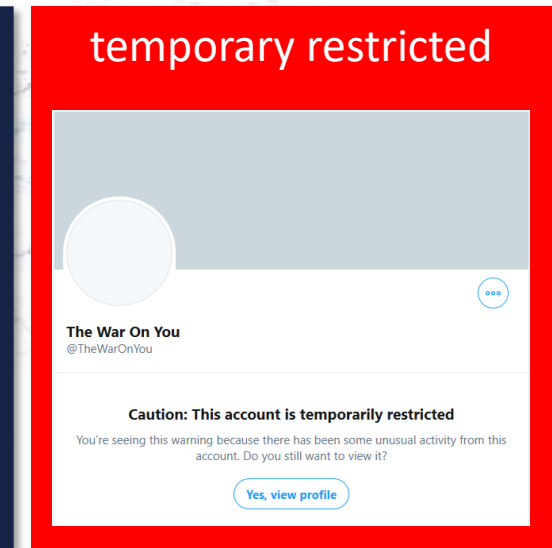 temporary restricted
The War On You
@TheWarOnYou
Caution: This account is temporarily restricted
You're seeing this warning because there has been some unusual activity from this
account. Do you still want to view it?
Yes, view profile